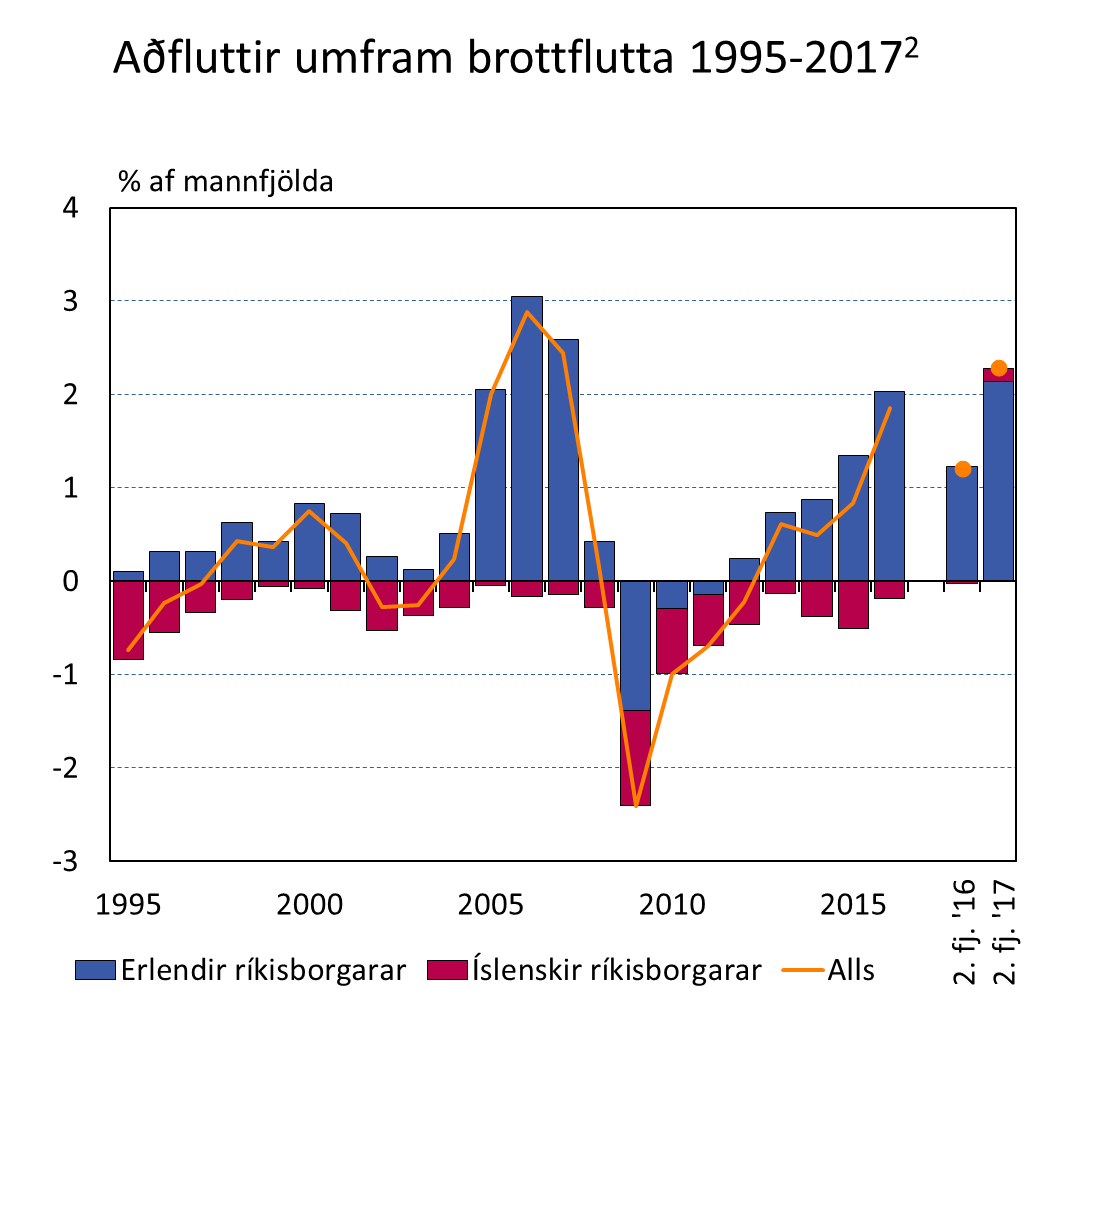 Aðfluttir umfram brottflutta 1995-2017²
% af mannfjölda
4
3
2
1
0
-1
-2
-3
1995 2000 2005 2010 2015 2. fj. '16 2. fj. '17
Erlendir ríkisborgarar Íslenskir ríkisborgarar Alls